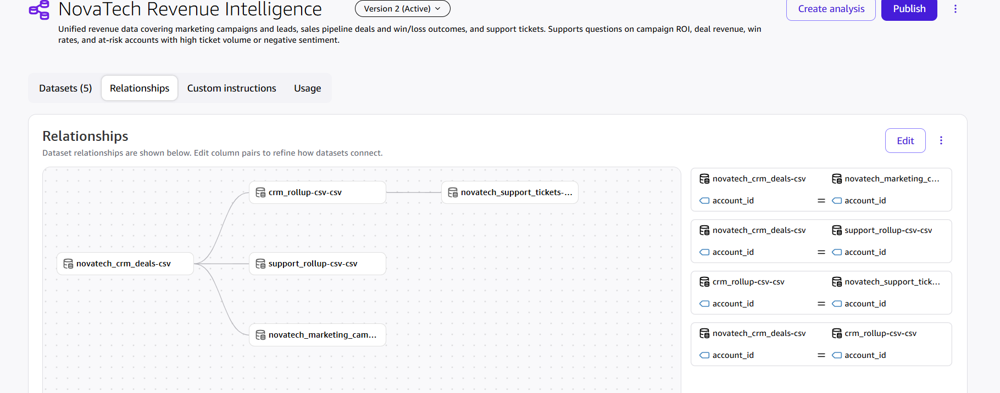 NovaTech Revenue Intelligence
Version 2 (Active)
Create analysis
Publish
Unified revenue data covering marketing campaigns and leads, sales pipeline deals and win/loss outcomes, and support tickets. Supports questions on campaign ROI, deal revenue, win
rates, and at-risk accounts with high ticket volume or negative sentiment.
Datasets (5)
Relationships
Custom instructions
Usage
Relationships
Dataset relationships are shown below. Edit column pairs to refine how datasets connect.
Edit
crm_rollup-csv-csv
novatech_support_tickets-...
novatech_crm_deals-csv
support_rollup-csv-csv
novatech_marketing_cam...
novatech_crm_deals-csv novatech_marketing_c...
account_id = account_id
novatech_crm_deals-csv support_rollup-csv-csv
account_id = account_id
crm_rollup-csv-csv novatech_support_tick...
account_id = account_id
novatech_crm_deals-csv crm_rollup-csv-csv
account_id = account_id